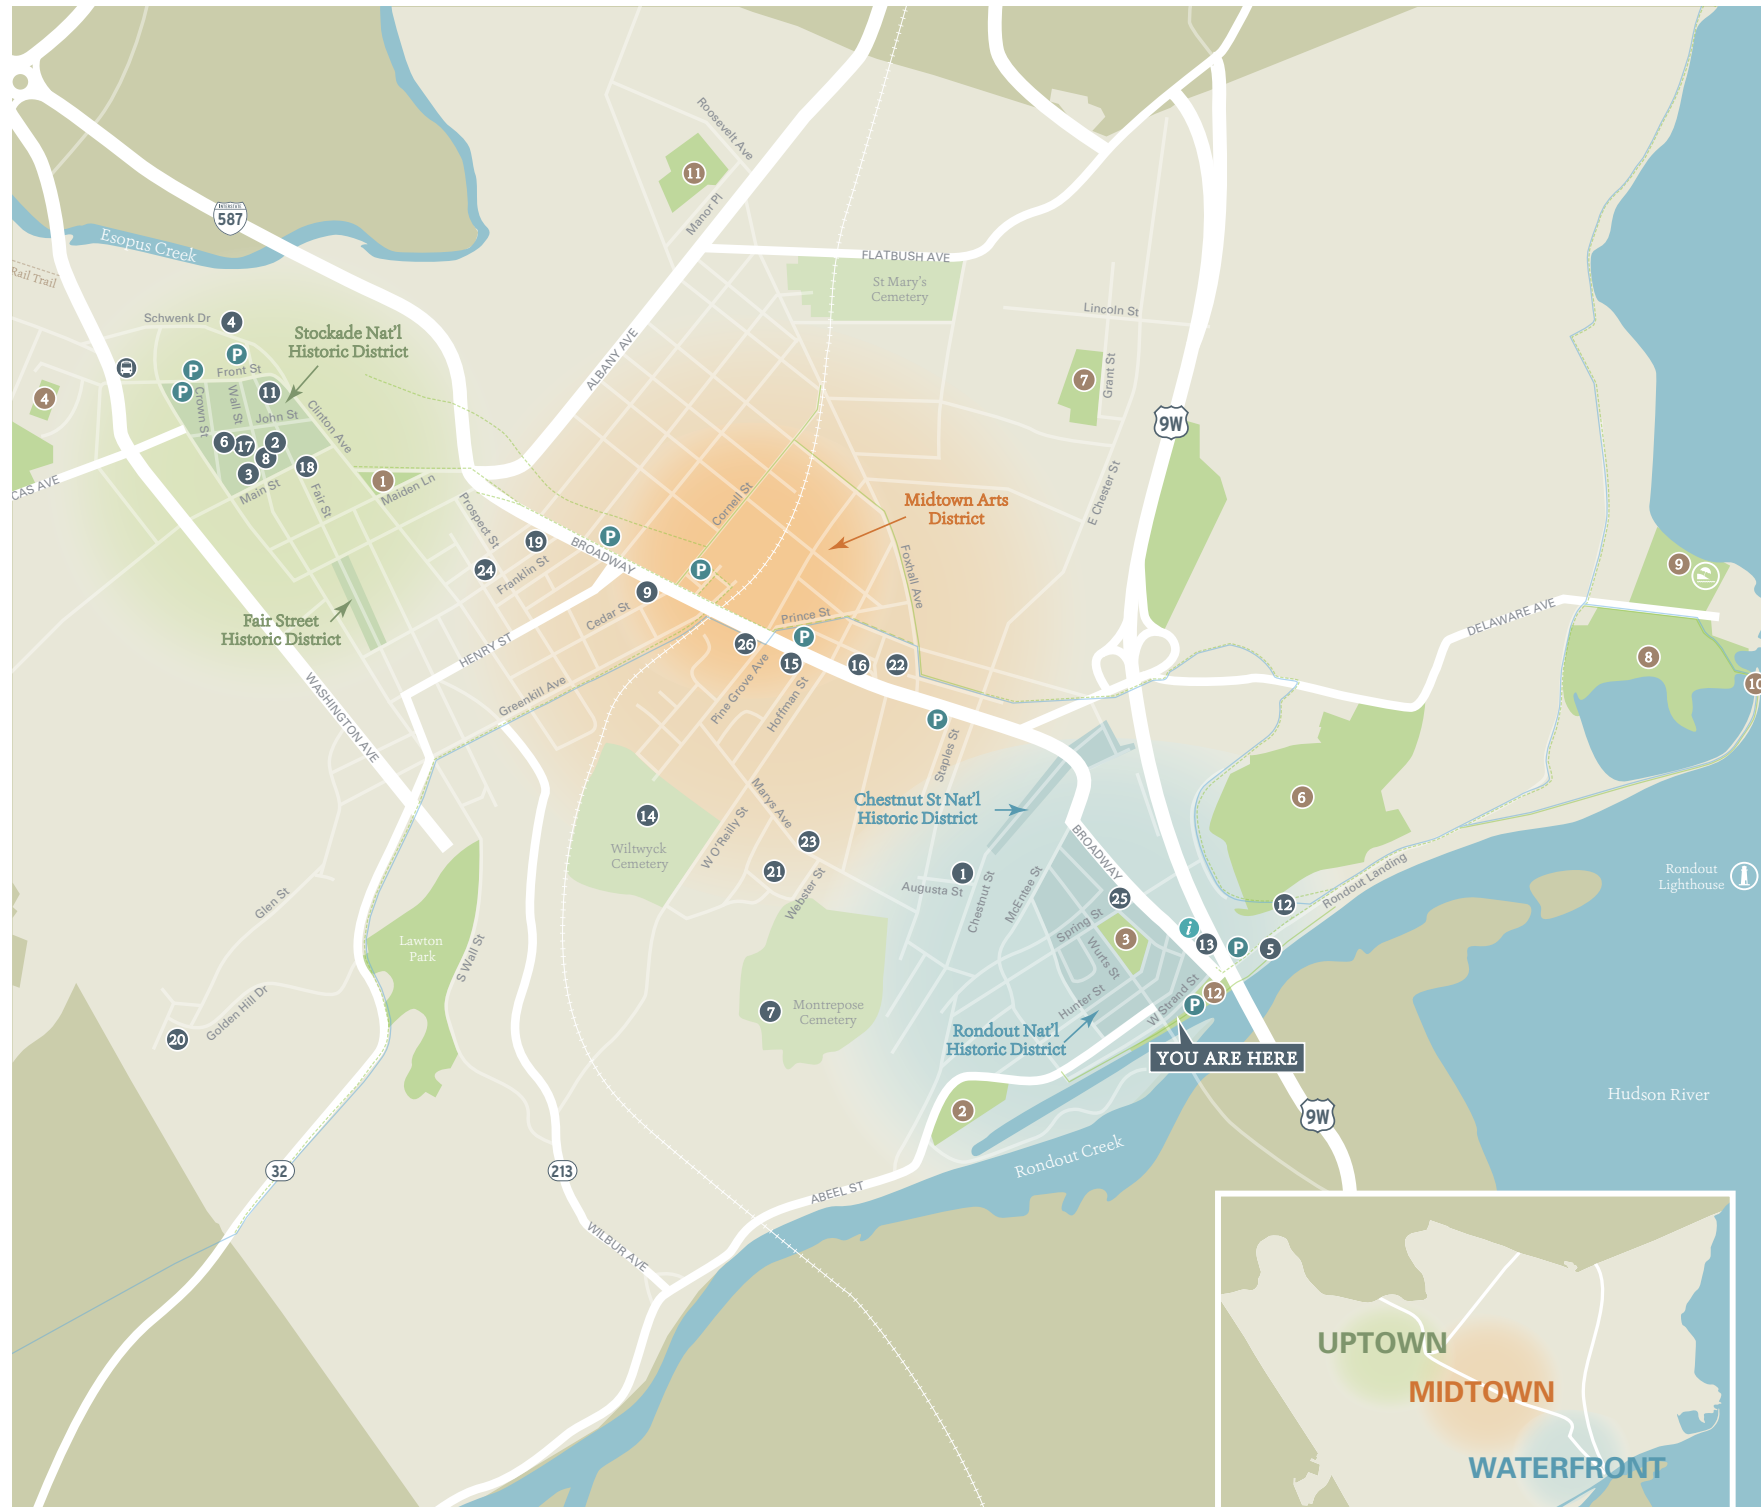 INTERSTATE
587
Esopus Creek
Rail Trail
Roosevelt Ave
11
Manor Pl
FLATBUSH AVE
St Mary's
Cemetery
Lincoln St
Grant St
7
9W
Schwenk Dr
4
Stockade Nat'l
Historic District
P
P
P
Front St
Crown St
Wall St
11
John St
Clinton Ave
4
6
17
2
8
3
18
Main St
Fair St
1
Maiden Ln
CAS AVE
ALBANY AVE
Prospect St
19
24
Franklin St
BROADWAY
P
P
Cornell St
Midtown Arts
District
E Chester St
Foxhall Ave
9
Cedar St
Fair Street
Historic District
HENRY ST
Greenkill Ave
WASHINGTON AVE
Prince St
P
26
15
16
22
Pine Grove Ave
Hoffman St
P
Staples St
DELAWARE AVE
9
8
10
6
Chestnut St Nat'l
Historic District
BROADWAY
14
Wiltwyck
Cemetery
Marys Ave
W O'Reilly St
23
21
Webster St
Augusta St
1
Chestnut St
McEntee St
25
Spring St
3
Wurts St
Hunter St
W Strand St
i
13
P
5
12
Rondout Landing
Rondout
Lighthouse
12
P
YOU ARE HERE
Rondout Nat'l
Historic District
Glen St
Lawton
Park
S Wall St
Golden Hill Dr
20
7
Montrepose
Cemetery
2
Rondout Creek
Hudson River
9W
32
213
ABEEL ST
WILBUR AVE
UPTOWN
MIDTOWN
WATERFRONT